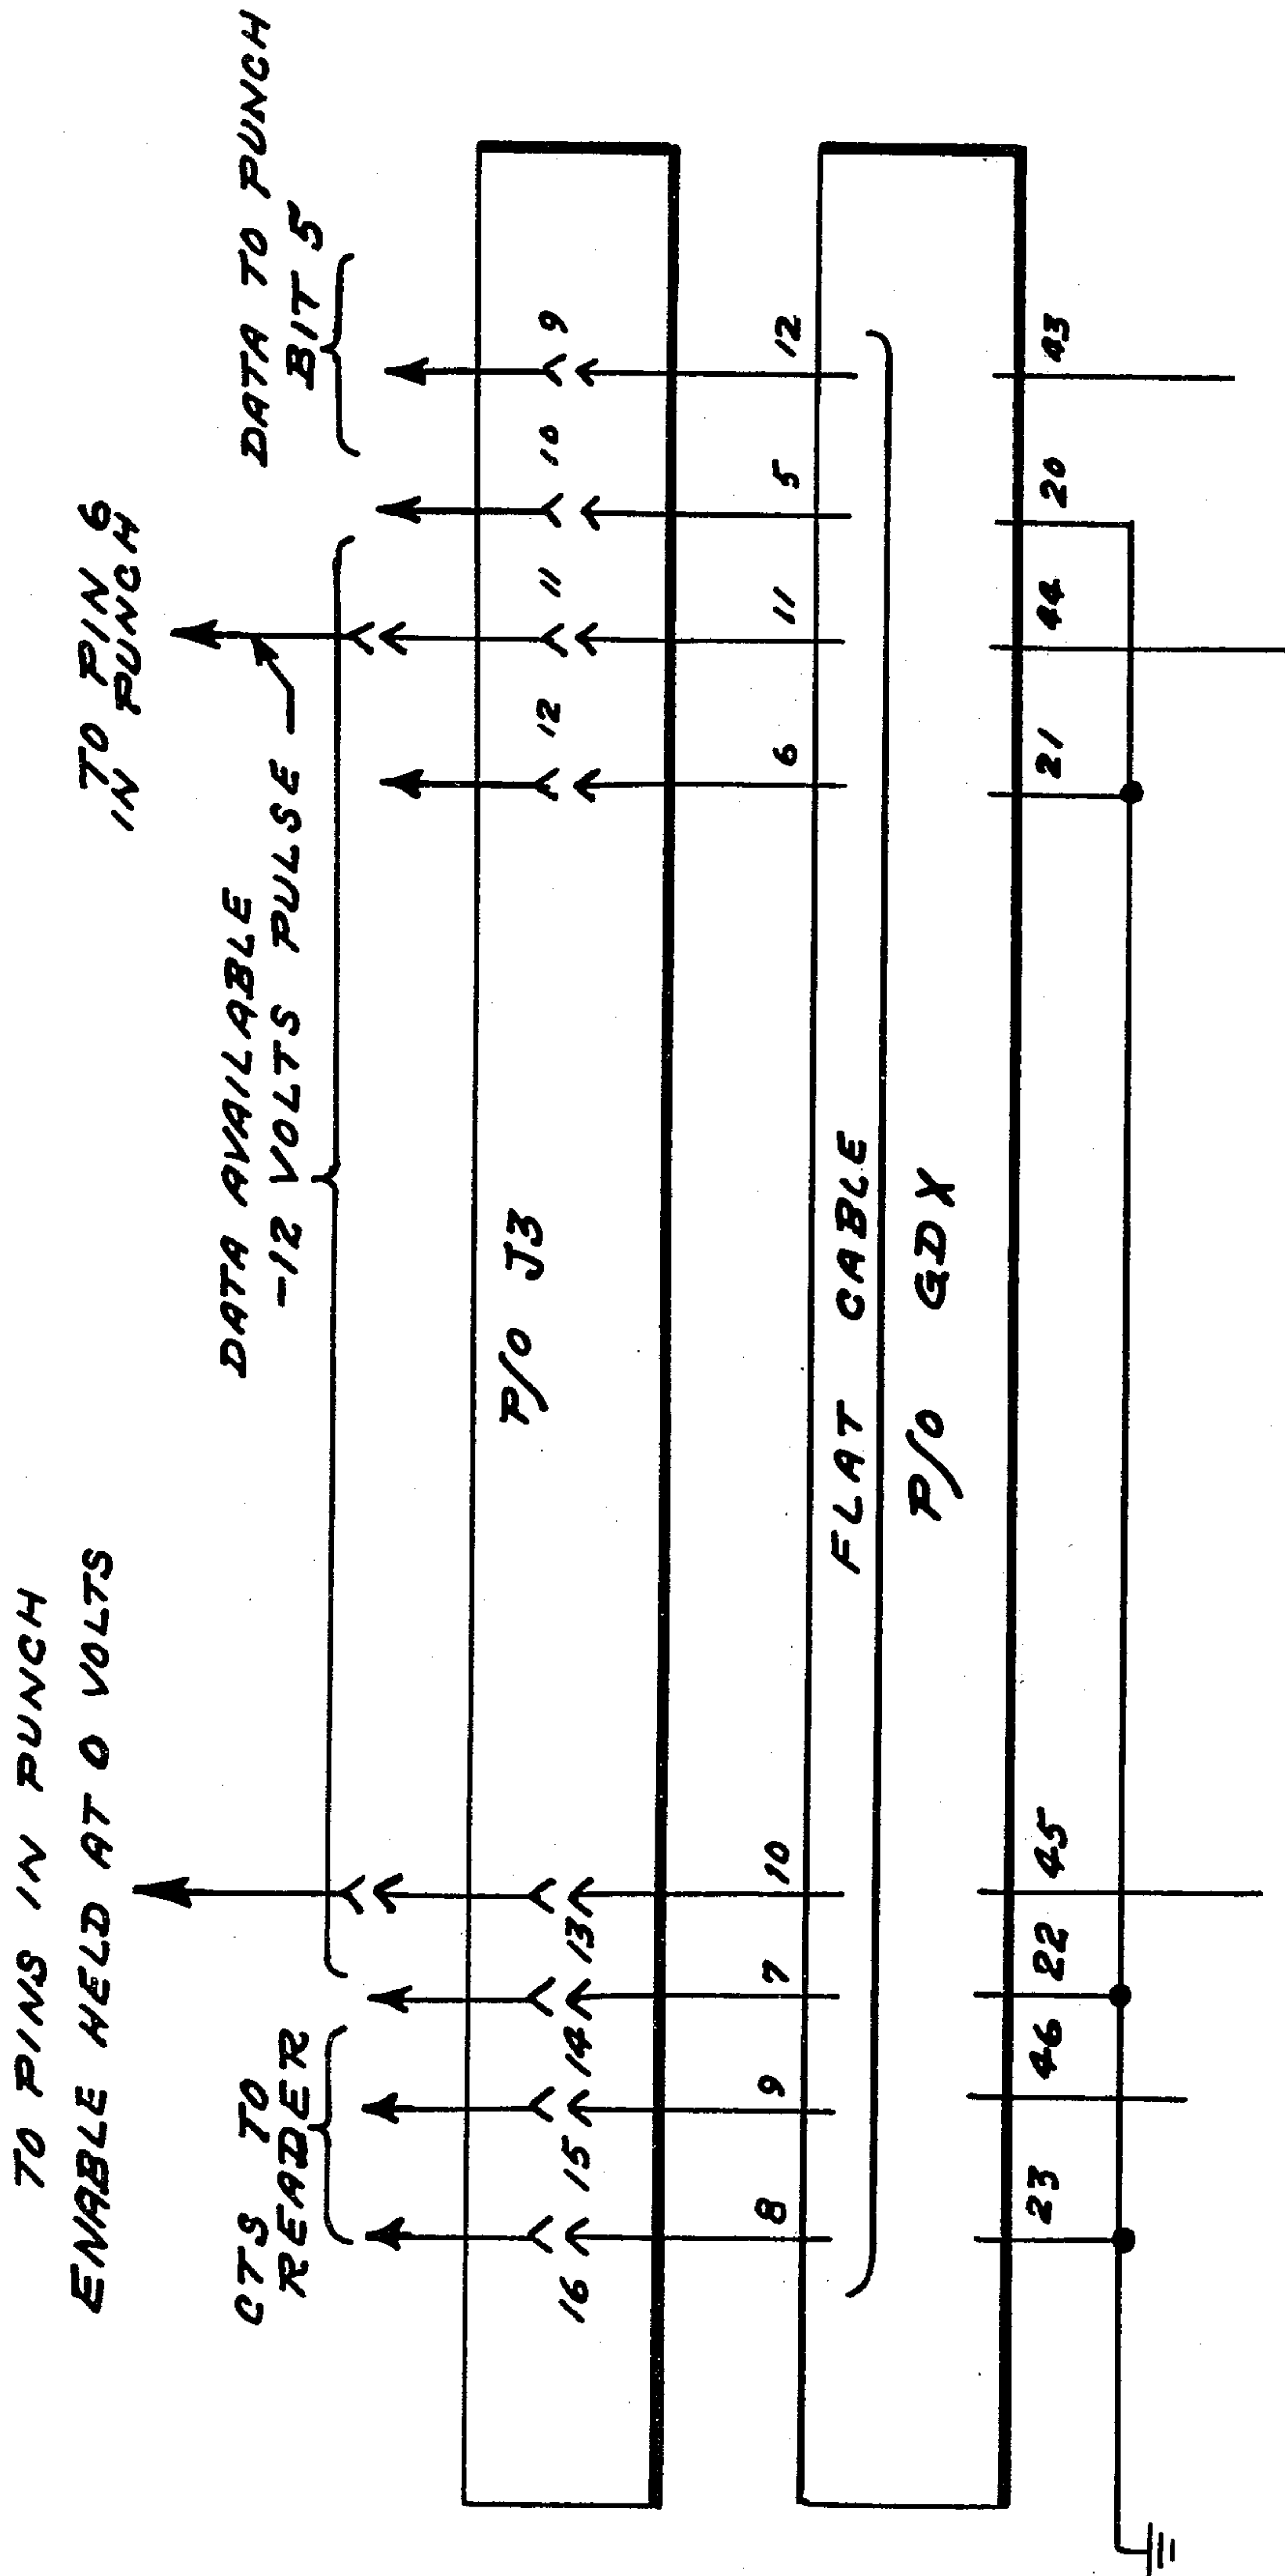 TO PINS IN PUNCH
ENABLE HELD AT 0 VOLTS
TO PIN 6
IN PUNCH
CTS TO
READER
DATA AVAILABLE
-12 VOLTS PULSE
DATA TO PUNCH
BIT 5
16 15 14 13 12 11 10 9
P/O J3
8 9 7 10 6 11 5 12
FLAT CABLE
P/O GDX
23 46 22 45 21 44 20 43